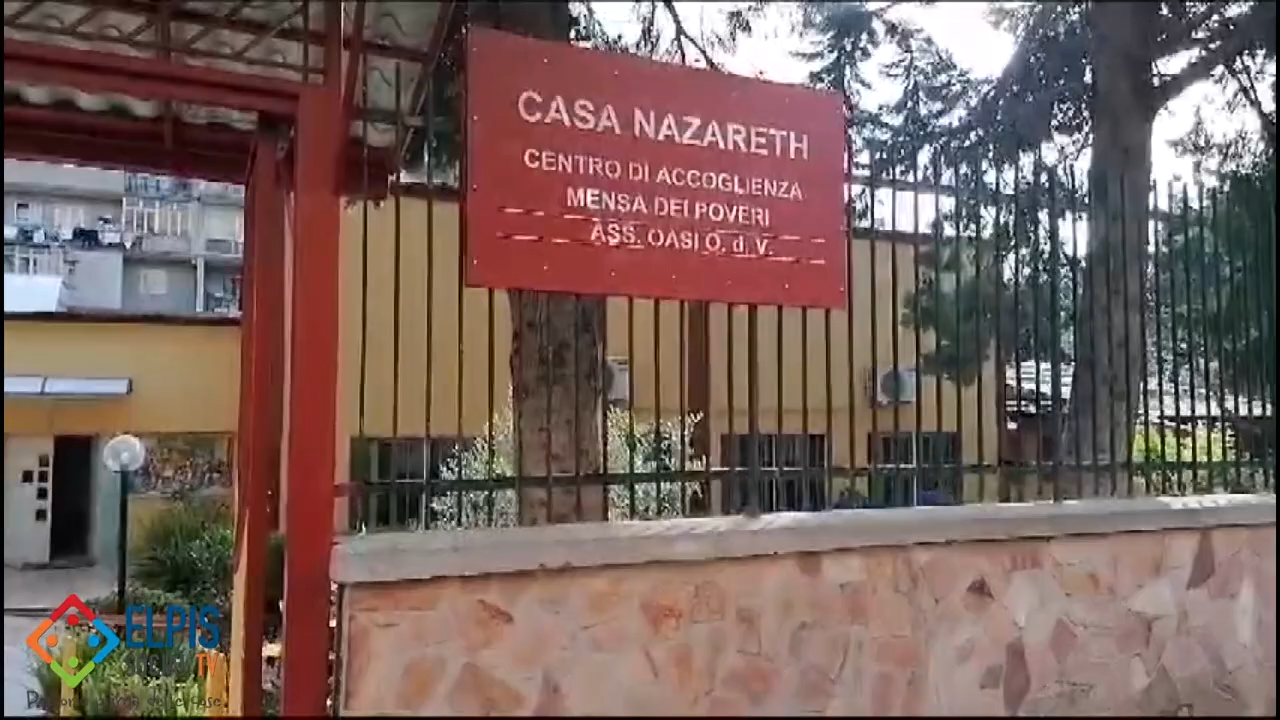 CASA NAZARETH
CENTRO DI ACCOGLIENZA
MENSA DEI POVERI
ASS. OASI O. d. V.
ELPIS
TV